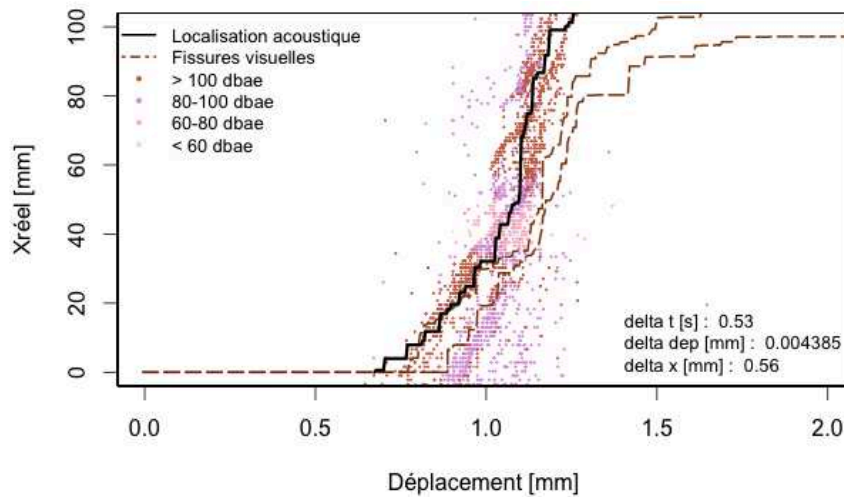 Localisation acoustique
Fissures visuelles
> 100 dbae
80-100 dbae
60-80 dbae
< 60 dbae
100
80
60
40
20
0
Xréel [mm]
delta t [s] : 0.53
delta dep [mm] : 0.004385
delta x [mm] : 0.56
0.0 0.5 1.0 1.5 2.0
Déplacement [mm]